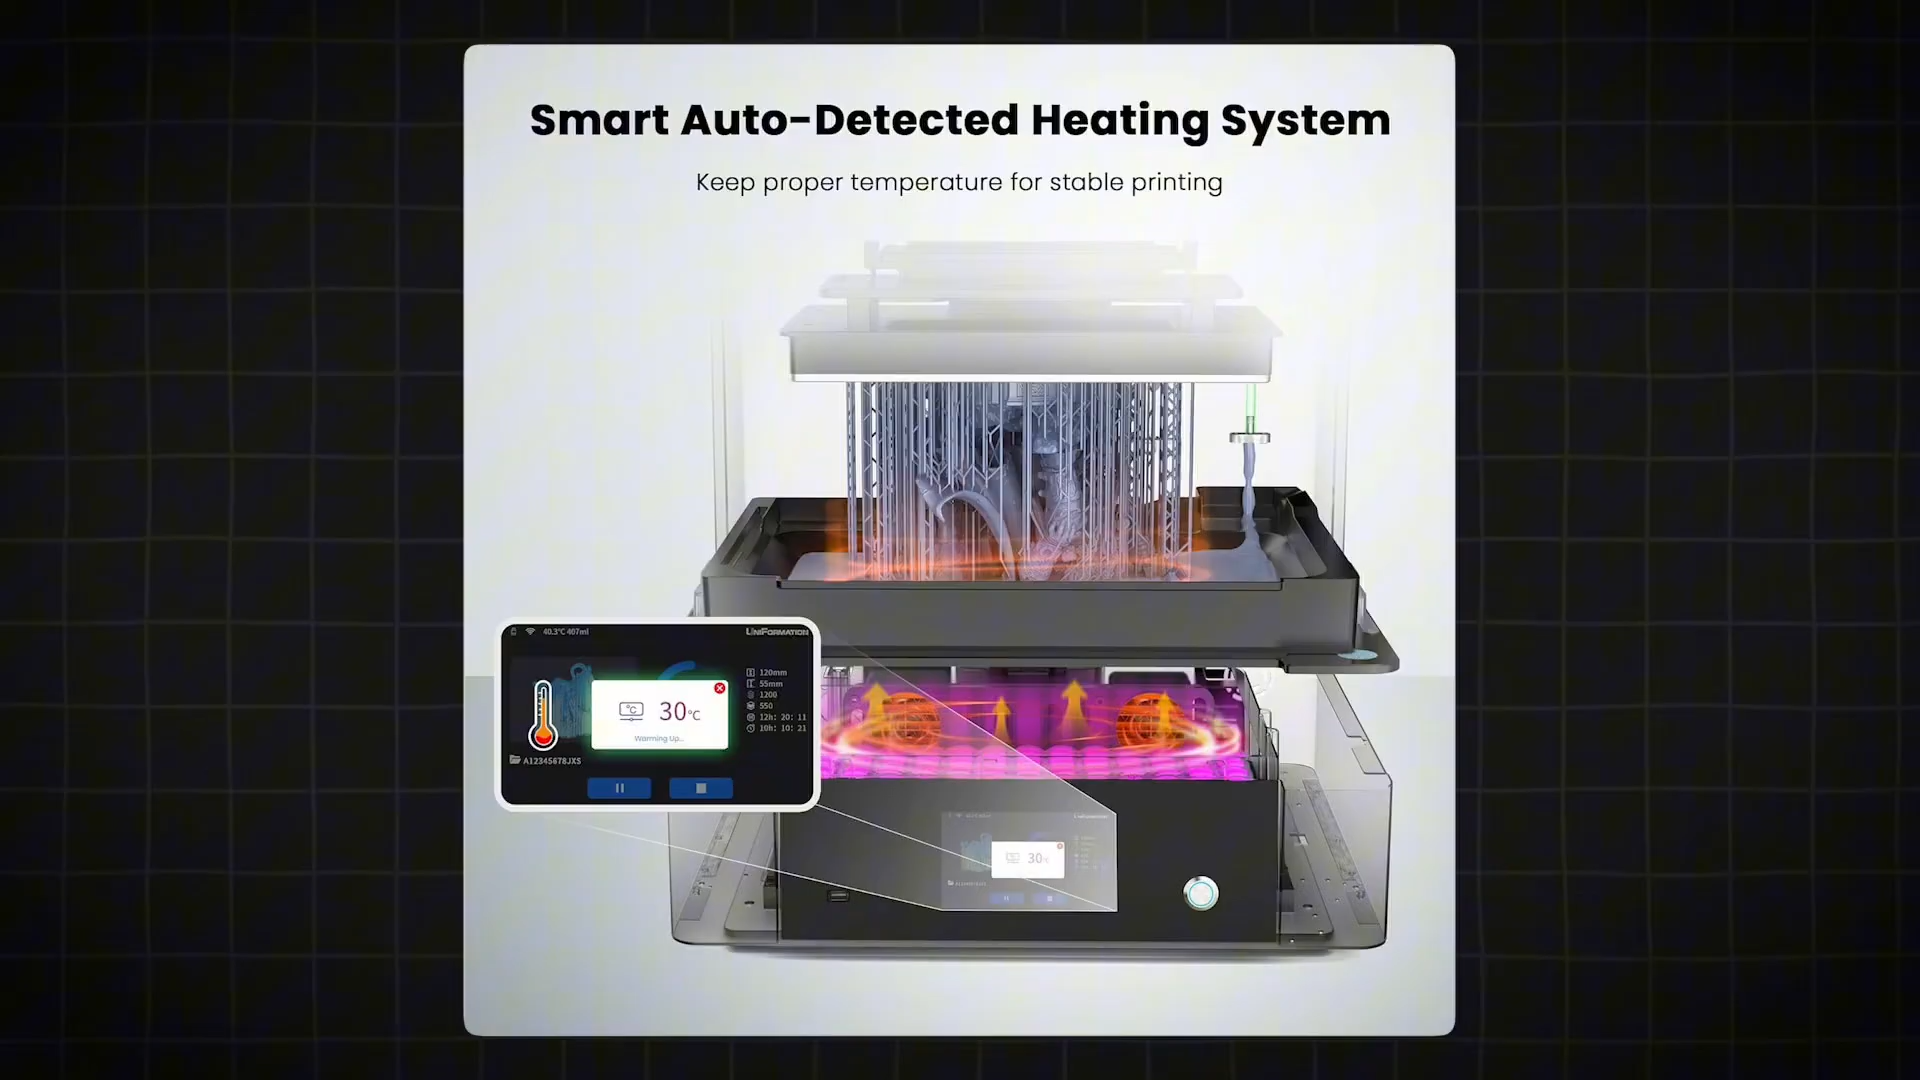 Smart Auto-Detected Heating System
Keep proper temperature for stable printing
40.3°C 407ml
UNIFORMATION
120mm
55mm
1200
550
12h: 20: 11
10h: 10: 21
°C 30°C
Warming Up...
A12345678JXS
30°C